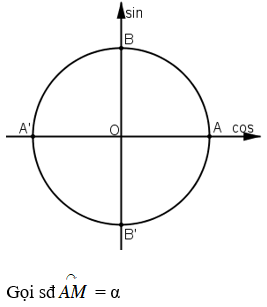 sin
B
A' O A cos
B'
Gọi sđ AM = α